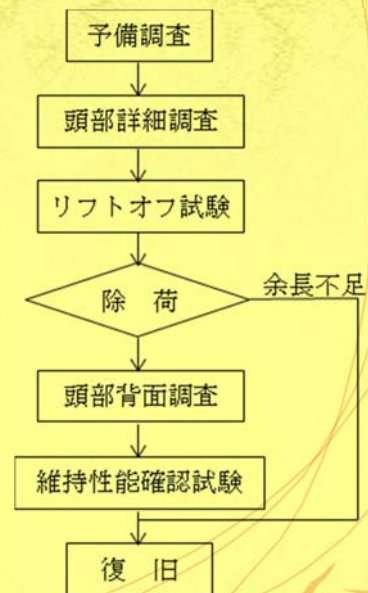 予備調査
頭部詳細調査
リフトオフ試験
除　荷
余長不足
頭部背面調査
維持性能確認試験
復　旧